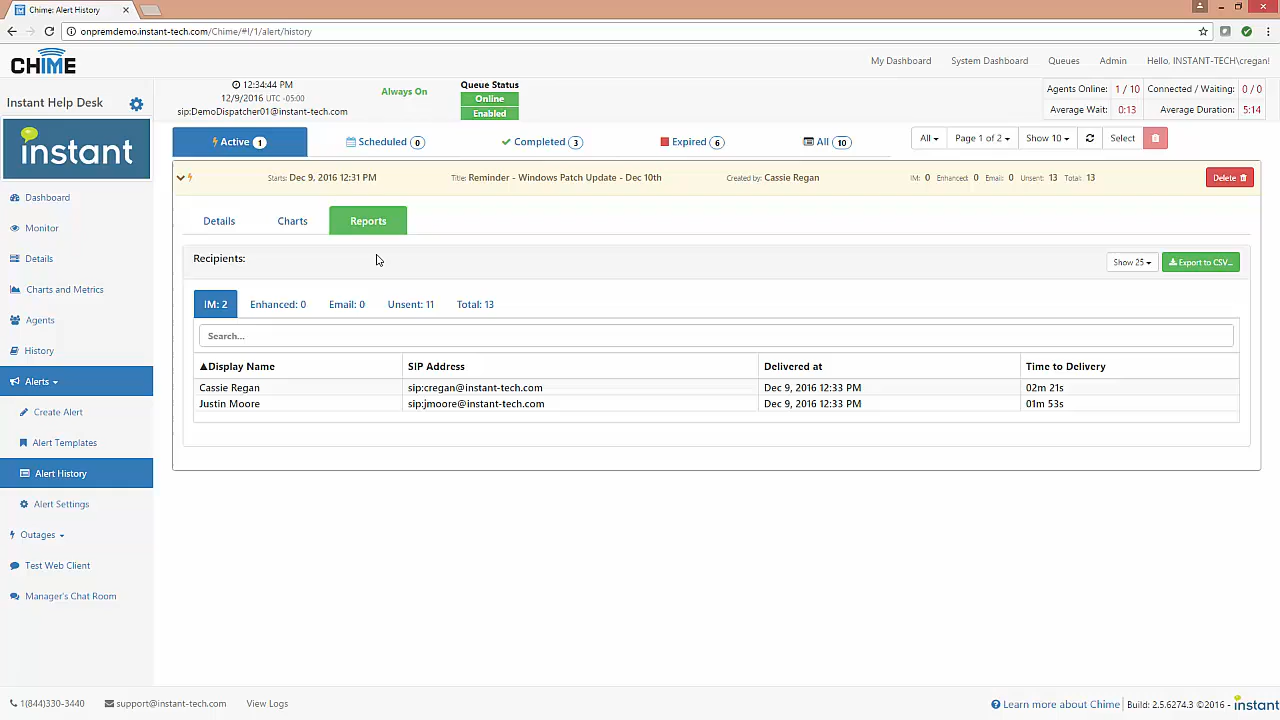 Chime: Alert History
onpremdemo.instant-tech.com/Chime/#!/1/alert/history
CHIME
My Dashboard System Dashboard Queues Admin Hello, INSTANT-TECH\cregan!
Instant Help Desk
12:34:44 PM
12/9/2016 UTC -05:00
sip:DemoDispatcher01@instant-tech.com
Always On
Queue Status
Online
Enabled
Agents Online: 1 / 10 Connected / Waiting: 0 / 0
Average Wait: 0:13 Average Duration: 5:14
instant
Active 1 Scheduled 0 Completed 3 Expired 6 All 10 All Page 1 of 2 Show 10 Select
Starts: Dec 9, 2016 12:31 PM Title: Reminder - Windows Patch Update - Dec 10th Created by: Cassie Regan IM: 0 Enhanced: 0 Email: 0 Unsent: 13 Total: 13 Delete
Details Charts Reports
Recipients: Show 25 Export to CSV...
IM: 2 Enhanced: 0 Email: 0 Unsent: 11 Total: 13
Search...
▲Display Name SIP Address Delivered at Time to Delivery
Cassie Regan sip:cregan@instant-tech.com Dec 9, 2016 12:33 PM 02m 21s
Justin Moore sip:jmoore@instant-tech.com Dec 9, 2016 12:33 PM 01m 53s
Dashboard
Monitor
Details
Charts and Metrics
Agents
History
Alerts
Create Alert
Alert Templates
Alert History
Alert Settings
Outages
Test Web Client
Manager's Chat Room
1(844)330-3440 support@instant-tech.com View Logs Learn more about Chime Build: 2.5.6274.3 ©2016 - instant